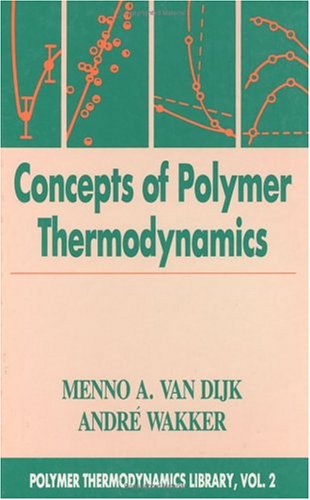 Concepts of Polymer
Thermodynamics
MENNO A. VAN DIJK
ANDRÉ WAKKER
POLYMER THERMODYNAMICS LIBRARY, VOL. 2